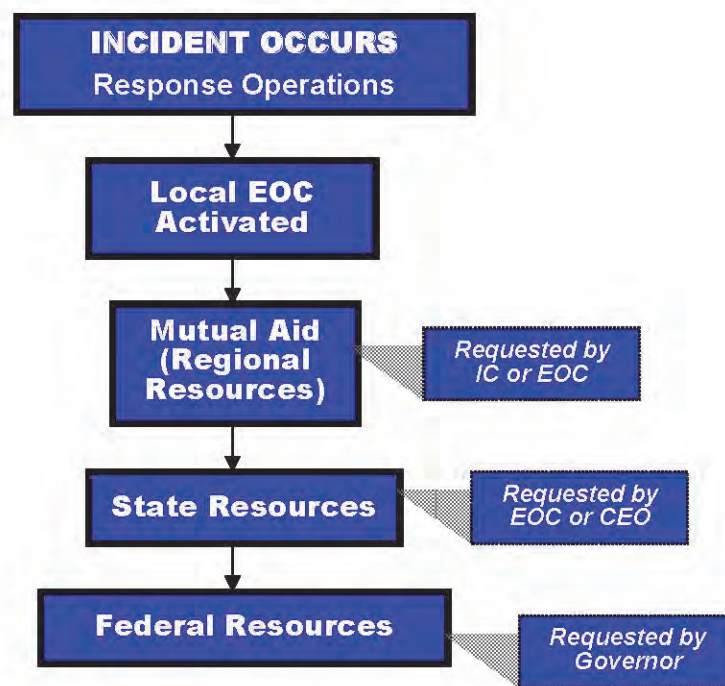 INCIDENT OCCURS
Response Operations
Local EOC
Activated
Mutual Aid
(Regional
Resources)
Requested by
IC or EOC
State Resources
Requested by
EOC or CEO
Federal Resources
Requested by
Governor